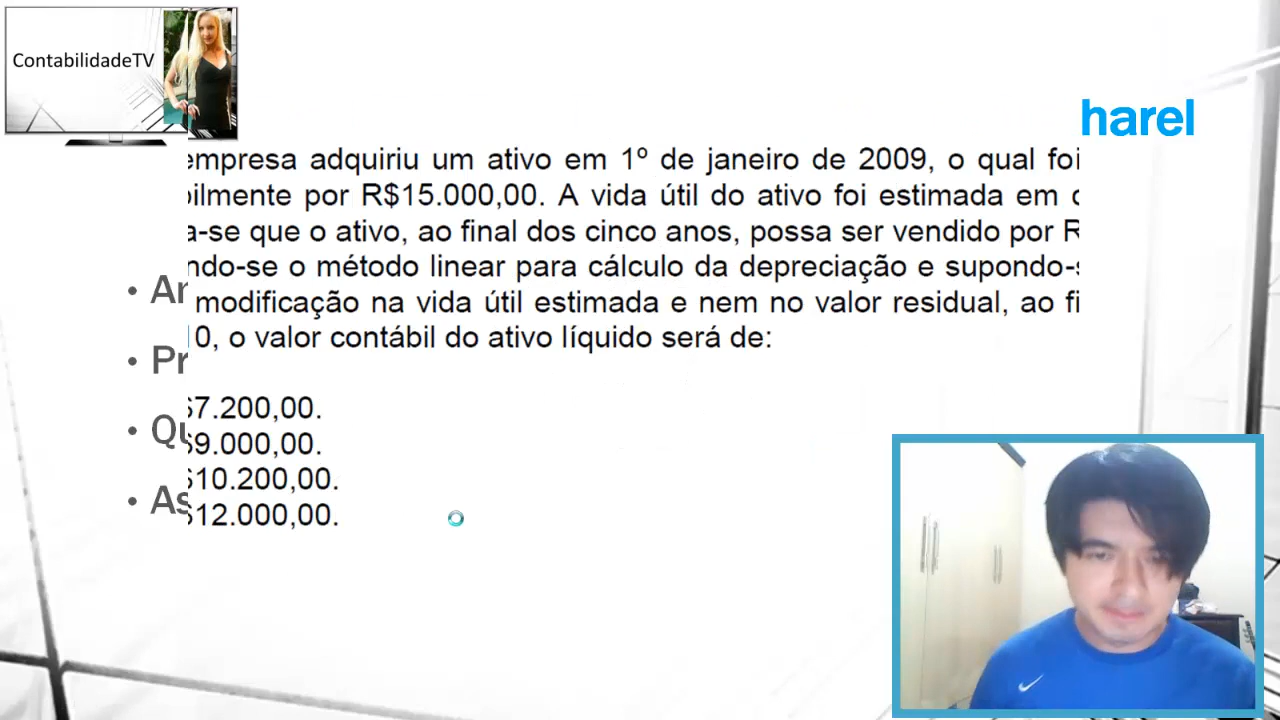 ContabilidadeTV
harel
empresa adquiriu um ativo em 1º de janeiro de 2009, o qual foi
bilmente por R$15.000,00. A vida útil do ativo foi estimada em
a-se que o ativo, ao final dos cinco anos, possa ser vendido por R
ndo-se o método linear para cálculo da depreciação e supondo-s
modificação na vida útil estimada e nem no valor residual, ao fi
10, o valor contábil do ativo líquido será de:
$7.200,00.
$9.000,00.
$10.200,00.
$12.000,00.
• Ar
• Pr
• Qu
• As